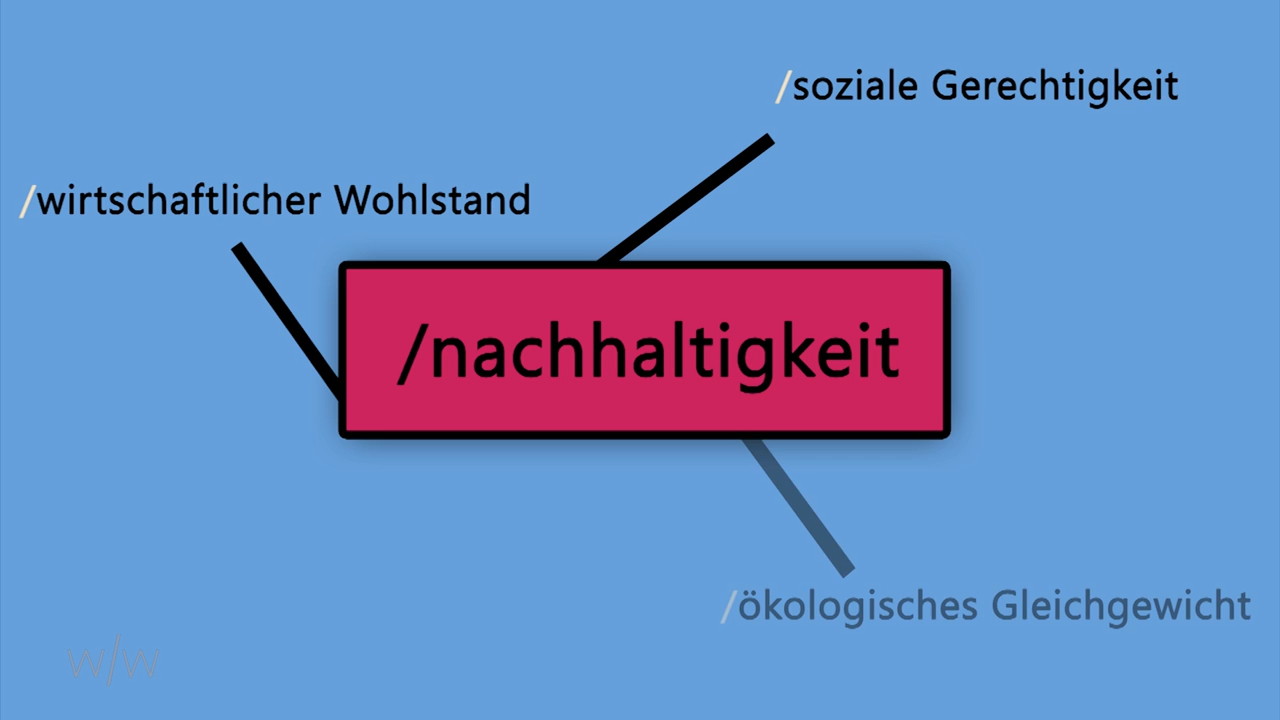 /soziale Gerechtigkeit
/wirtschaftlicher Wohlstand
/nachhaltigkeit
/ökologisches Gleichgewicht
w/w